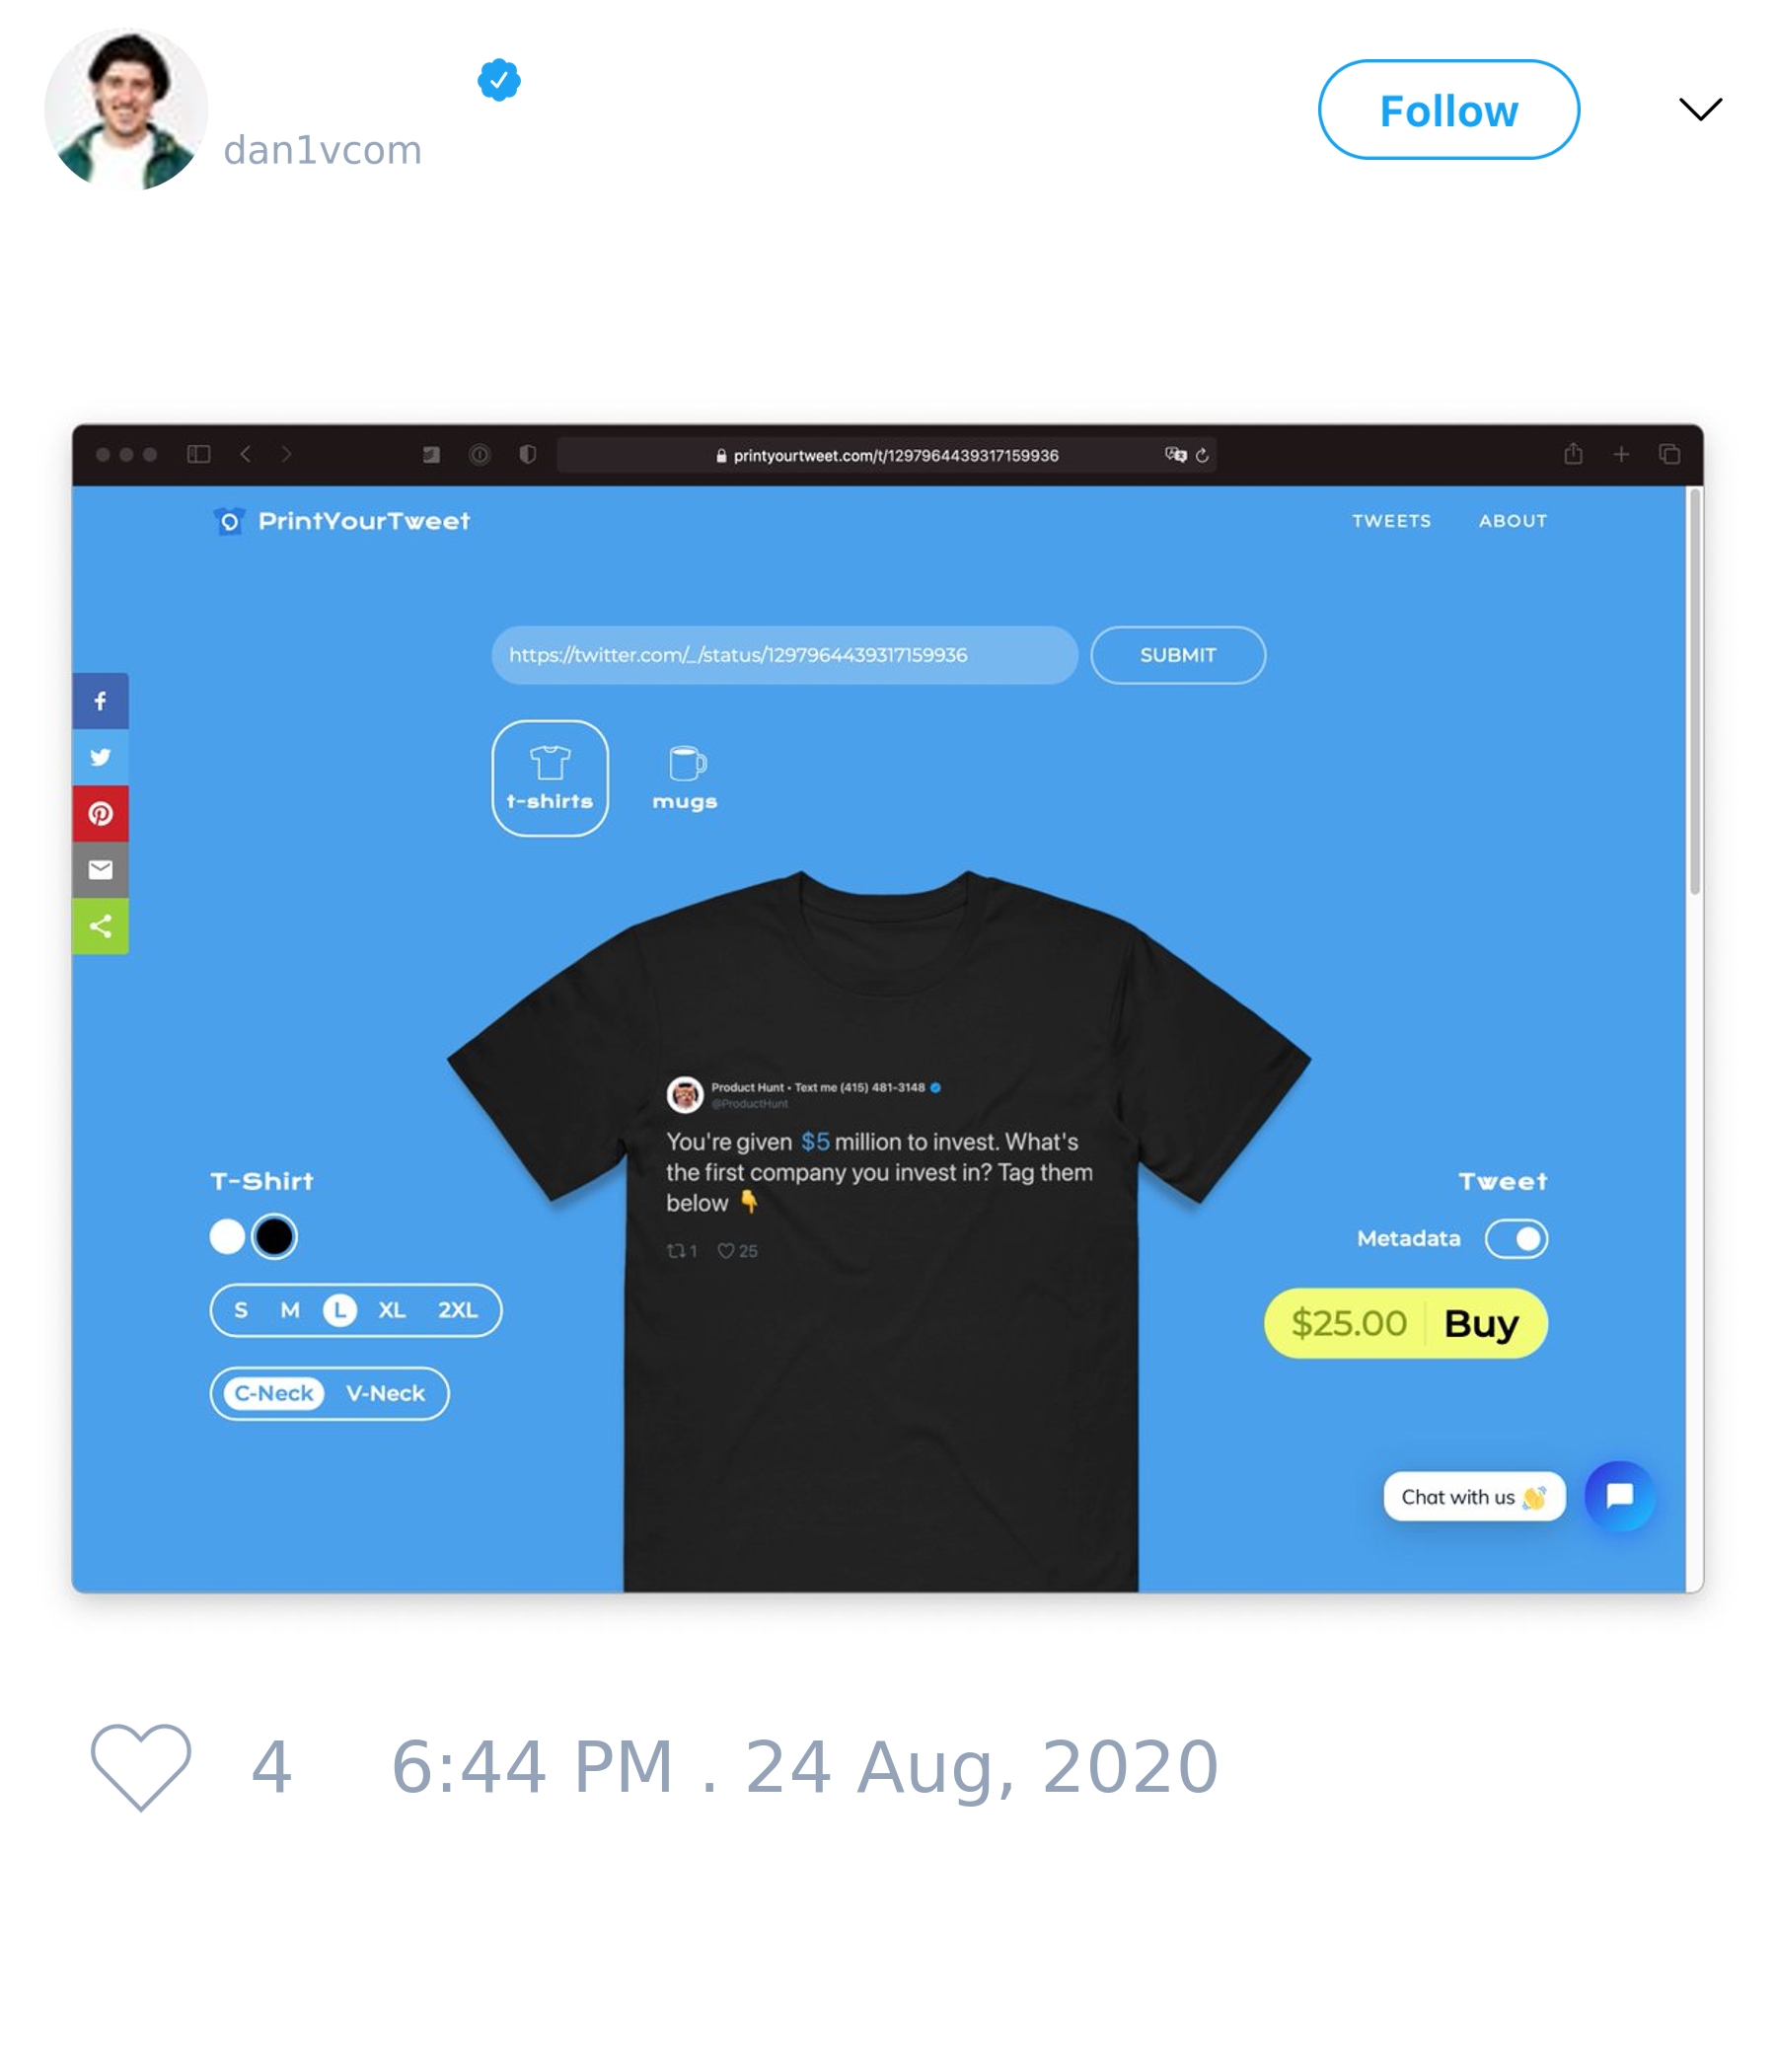 dan1vcom
Follow
printyourtweet.com/t/1297964439317159936
PrintYourTweet
TWEETS ABOUT
https://twitter.com/_/status/1297964439317159936 SUBMIT
t-shirts mugs
Product Hunt • Text me (415) 481-3148
@ProductHunt
You're given $5 million to invest. What's
the first company you invest in? Tag them
below 👇
1 25
T-Shirt
S M L XL 2XL
C-Neck V-Neck
Tweet
Metadata
$25.00 Buy
Chat with us 👋
4 6:44 PM . 24 Aug, 2020